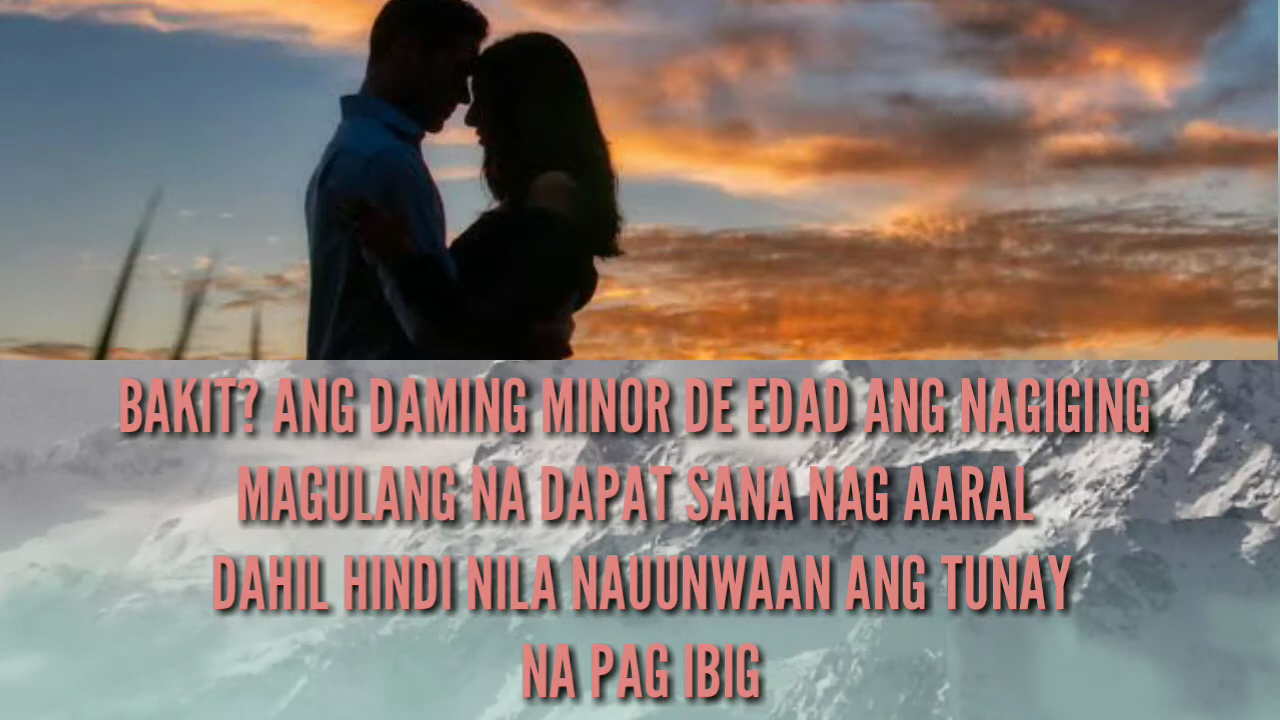 BAKIT? ANG DAMING MINOR DE EDAD ANG NAGIGING
MAGULANG NA DAPAT SANA NAG AARAL
DAHIL HINDI NILA NAUUNWAAN ANG TUNAY
NA PAG IBIG